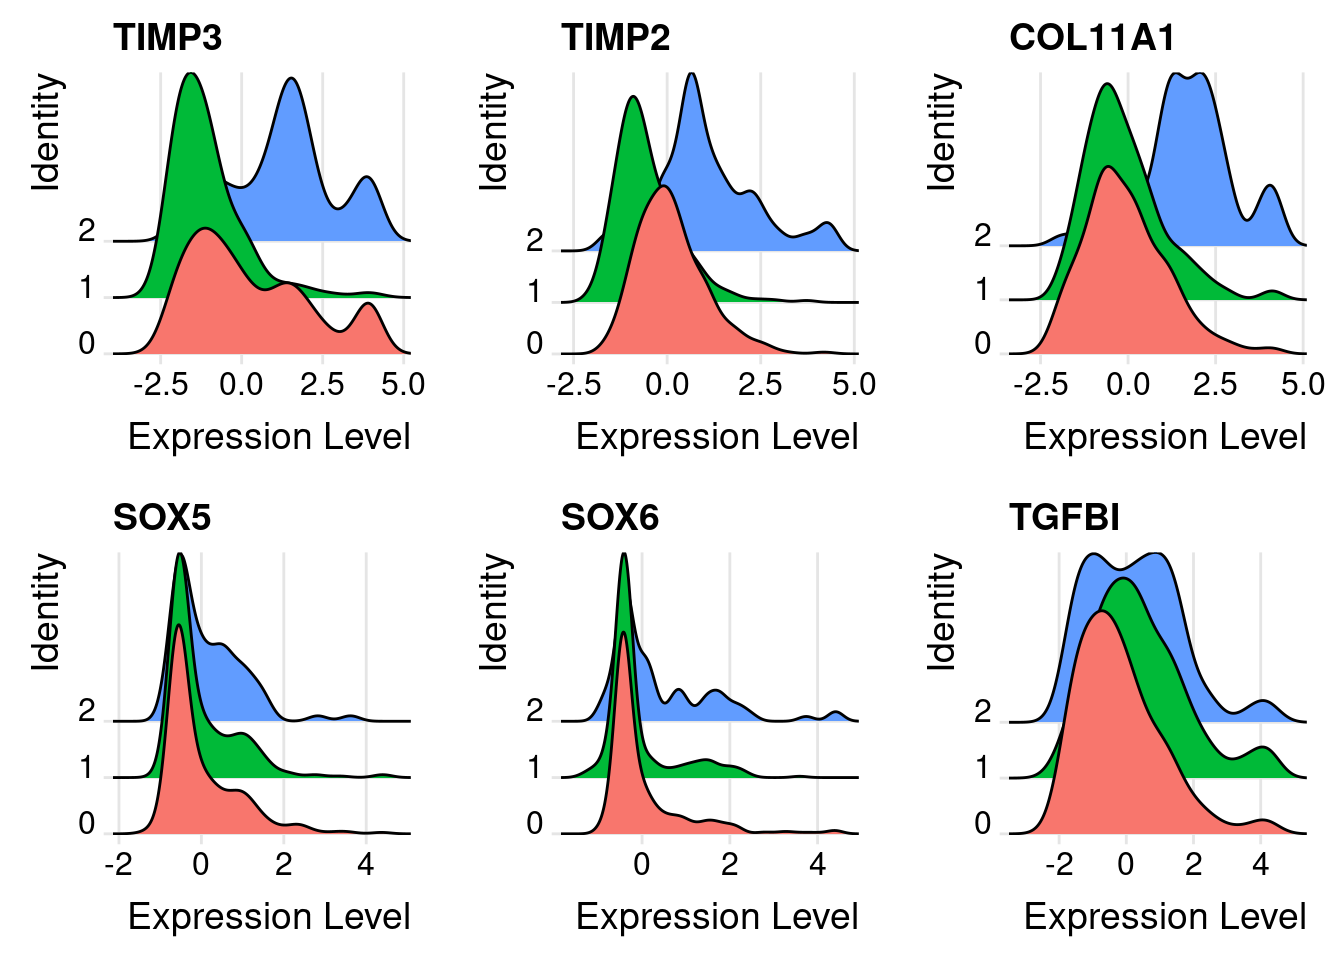 TIMP3
Identity
2
1
0
-2.5 0.0 2.5 5.0
Expression Level
TIMP2
Identity
2
1
0
-2.5 0.0 2.5 5.0
Expression Level
COL11A1
Identity
2
1
0
-2.5 0.0 2.5 5.0
Expression Level
SOX5
Identity
2
1
0
-2 0 2 4
Expression Level
SOX6
Identity
2
1
0
0 2 4
Expression Level
TGFBI
Identity
2
1
0
-2 0 2 4
Expression Level